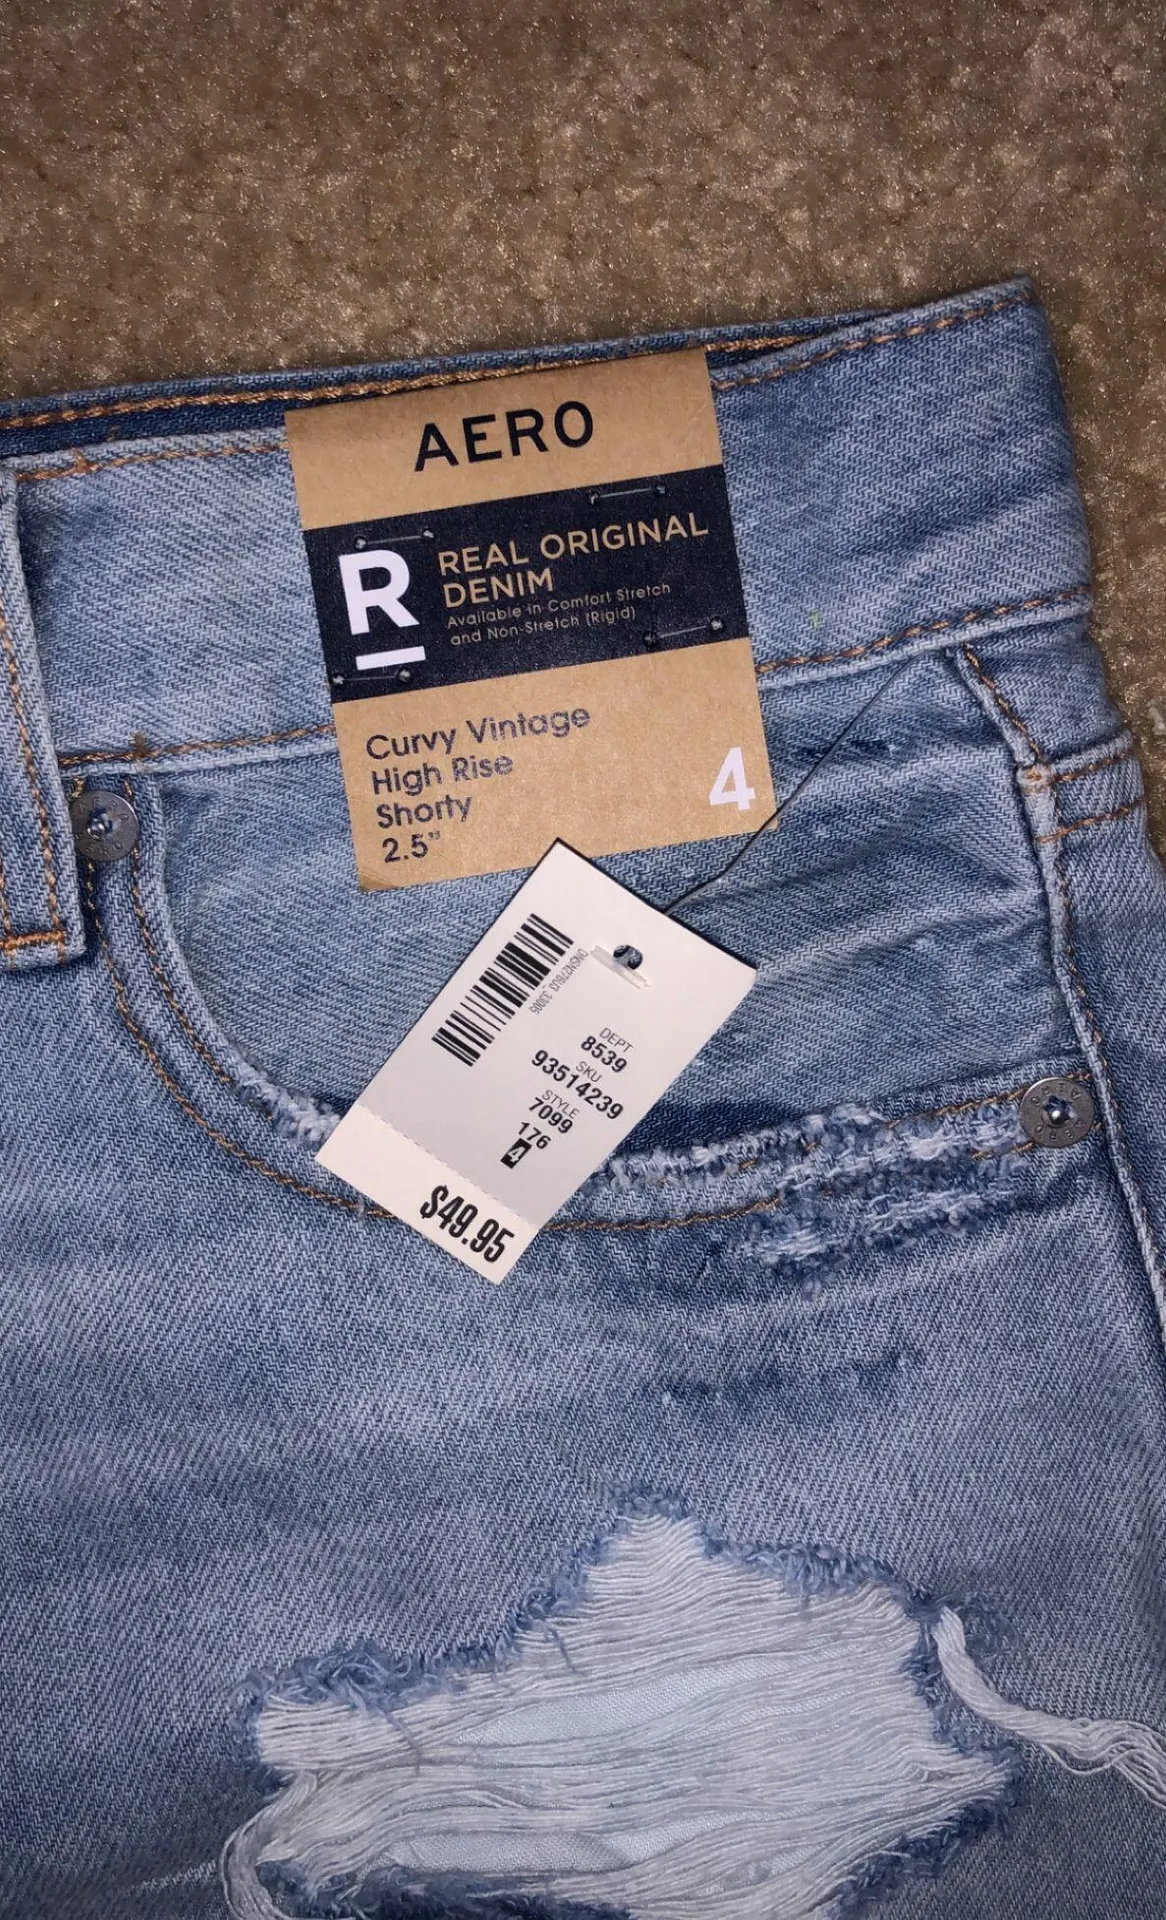 AERO
R
REAL ORIGINAL
DENIM
Available in Comfort Stretch
and Non-Stretch (Rigid)
Curvy Vintage
High Rise
Shorty
2.5"
4
DEPT
8539
SKU
93514239
STYLE
7099
176
4
$49.95